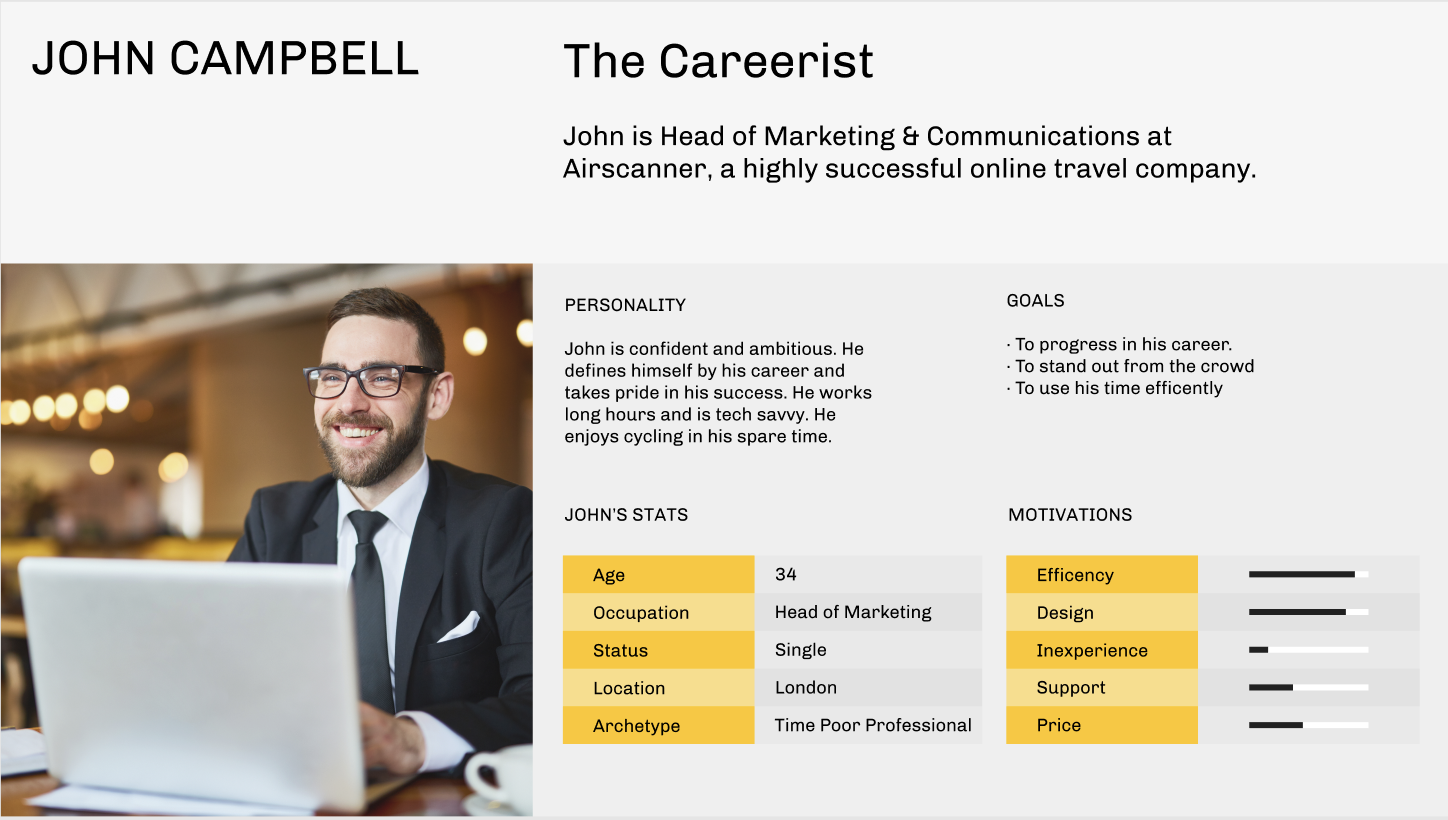 JOHN CAMPBELL
The Careerist
John is Head of Marketing & Communications at
Airscanner, a highly successful online travel company.
PERSONALITY
John is confident and ambitious. He
defines himself by his career and
takes pride in his success. He works
long hours and is tech savvy. He
enjoys cycling in his spare time.
GOALS
· To progress in his career.
· To stand out from the crowd
· To use his time efficently
JOHN'S STATS
Age 34
Occupation Head of Marketing
Status Single
Location London
Archetype Time Poor Professional
MOTIVATIONS
Efficency
Design
Inexperience
Support
Price